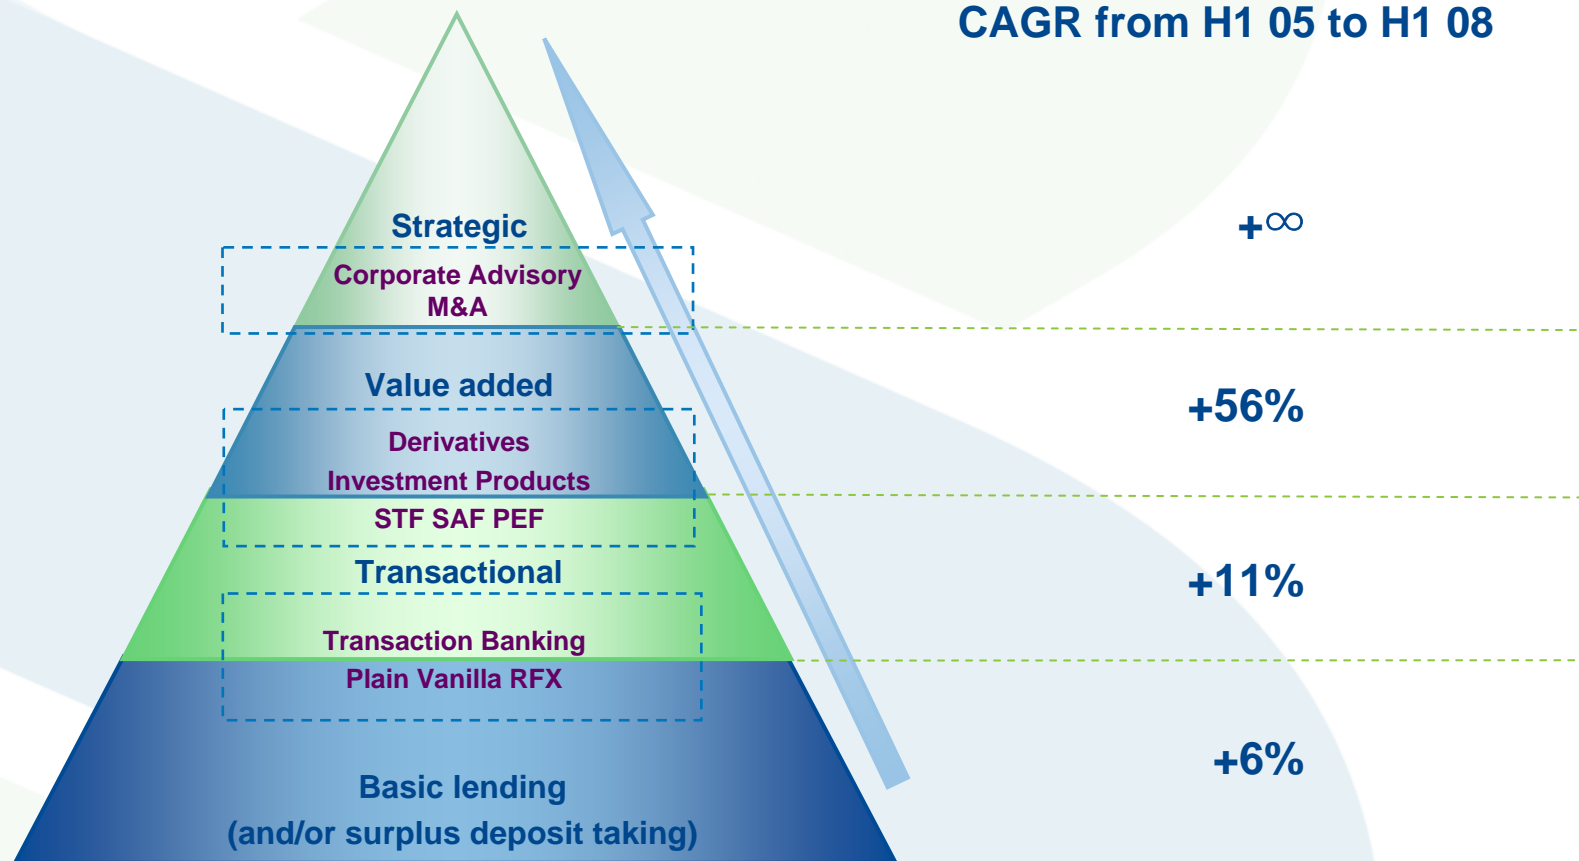 CAGR from H1 05 to H1 08
Strategic
+∞
Corporate Advisory
M&A
Value added
+56%
Derivatives
Investment Products
STF SAF PEF
Transactional
+11%
Transaction Banking
Plain Vanilla RFX
+6%
Basic lending
(and/or surplus deposit taking)